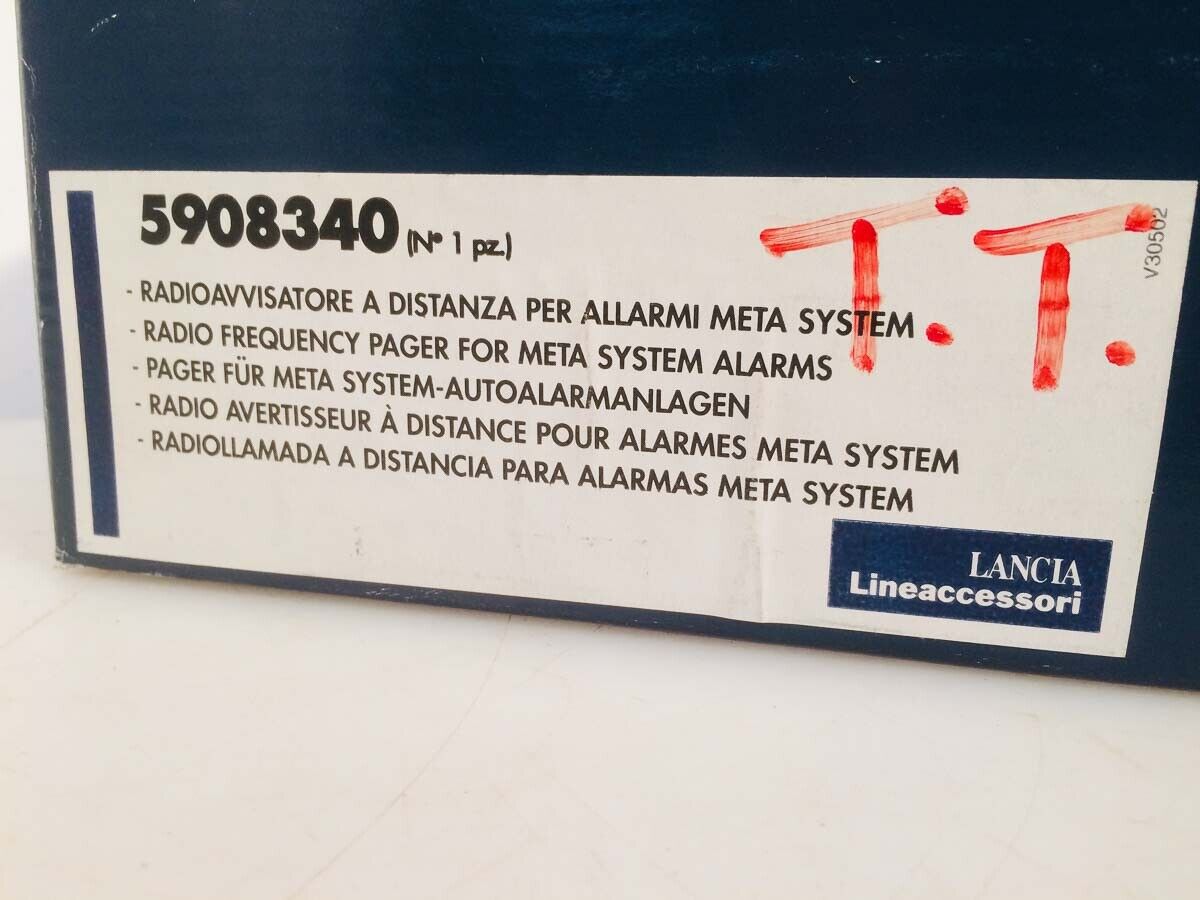 5908340 (N° 1 pz.)
- RADIOAVVISATORE A DISTANZA PER ALLARMI META SYSTEM
- RADIO FREQUENCY PAGER FOR META SYSTEM ALARMS
- PAGER FÜR META SYSTEM-AUTOALARMANLAGEN
- RADIO AVERTISSEUR À DISTANCE POUR ALARMES META SYSTEM
- RADIOLLAMADA A DISTANCIA PARA ALARMAS META SYSTEM
T.T.
V30502
LANCIA
Lineaccessori